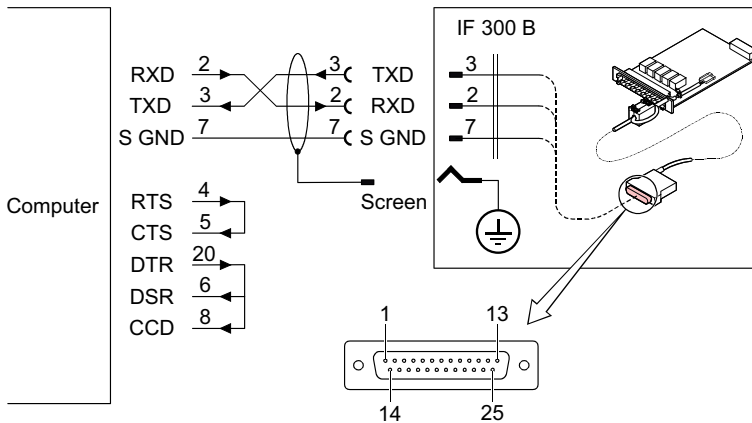 IF 300 B
RXD 2 3 TXD 3
TXD 3 2 RXD 2
S GND 7 7 S GND 7
Computer
RTS 4
Screen
CTS 5
DTR 20
DSR 6
CCD 8
1 13
14 25